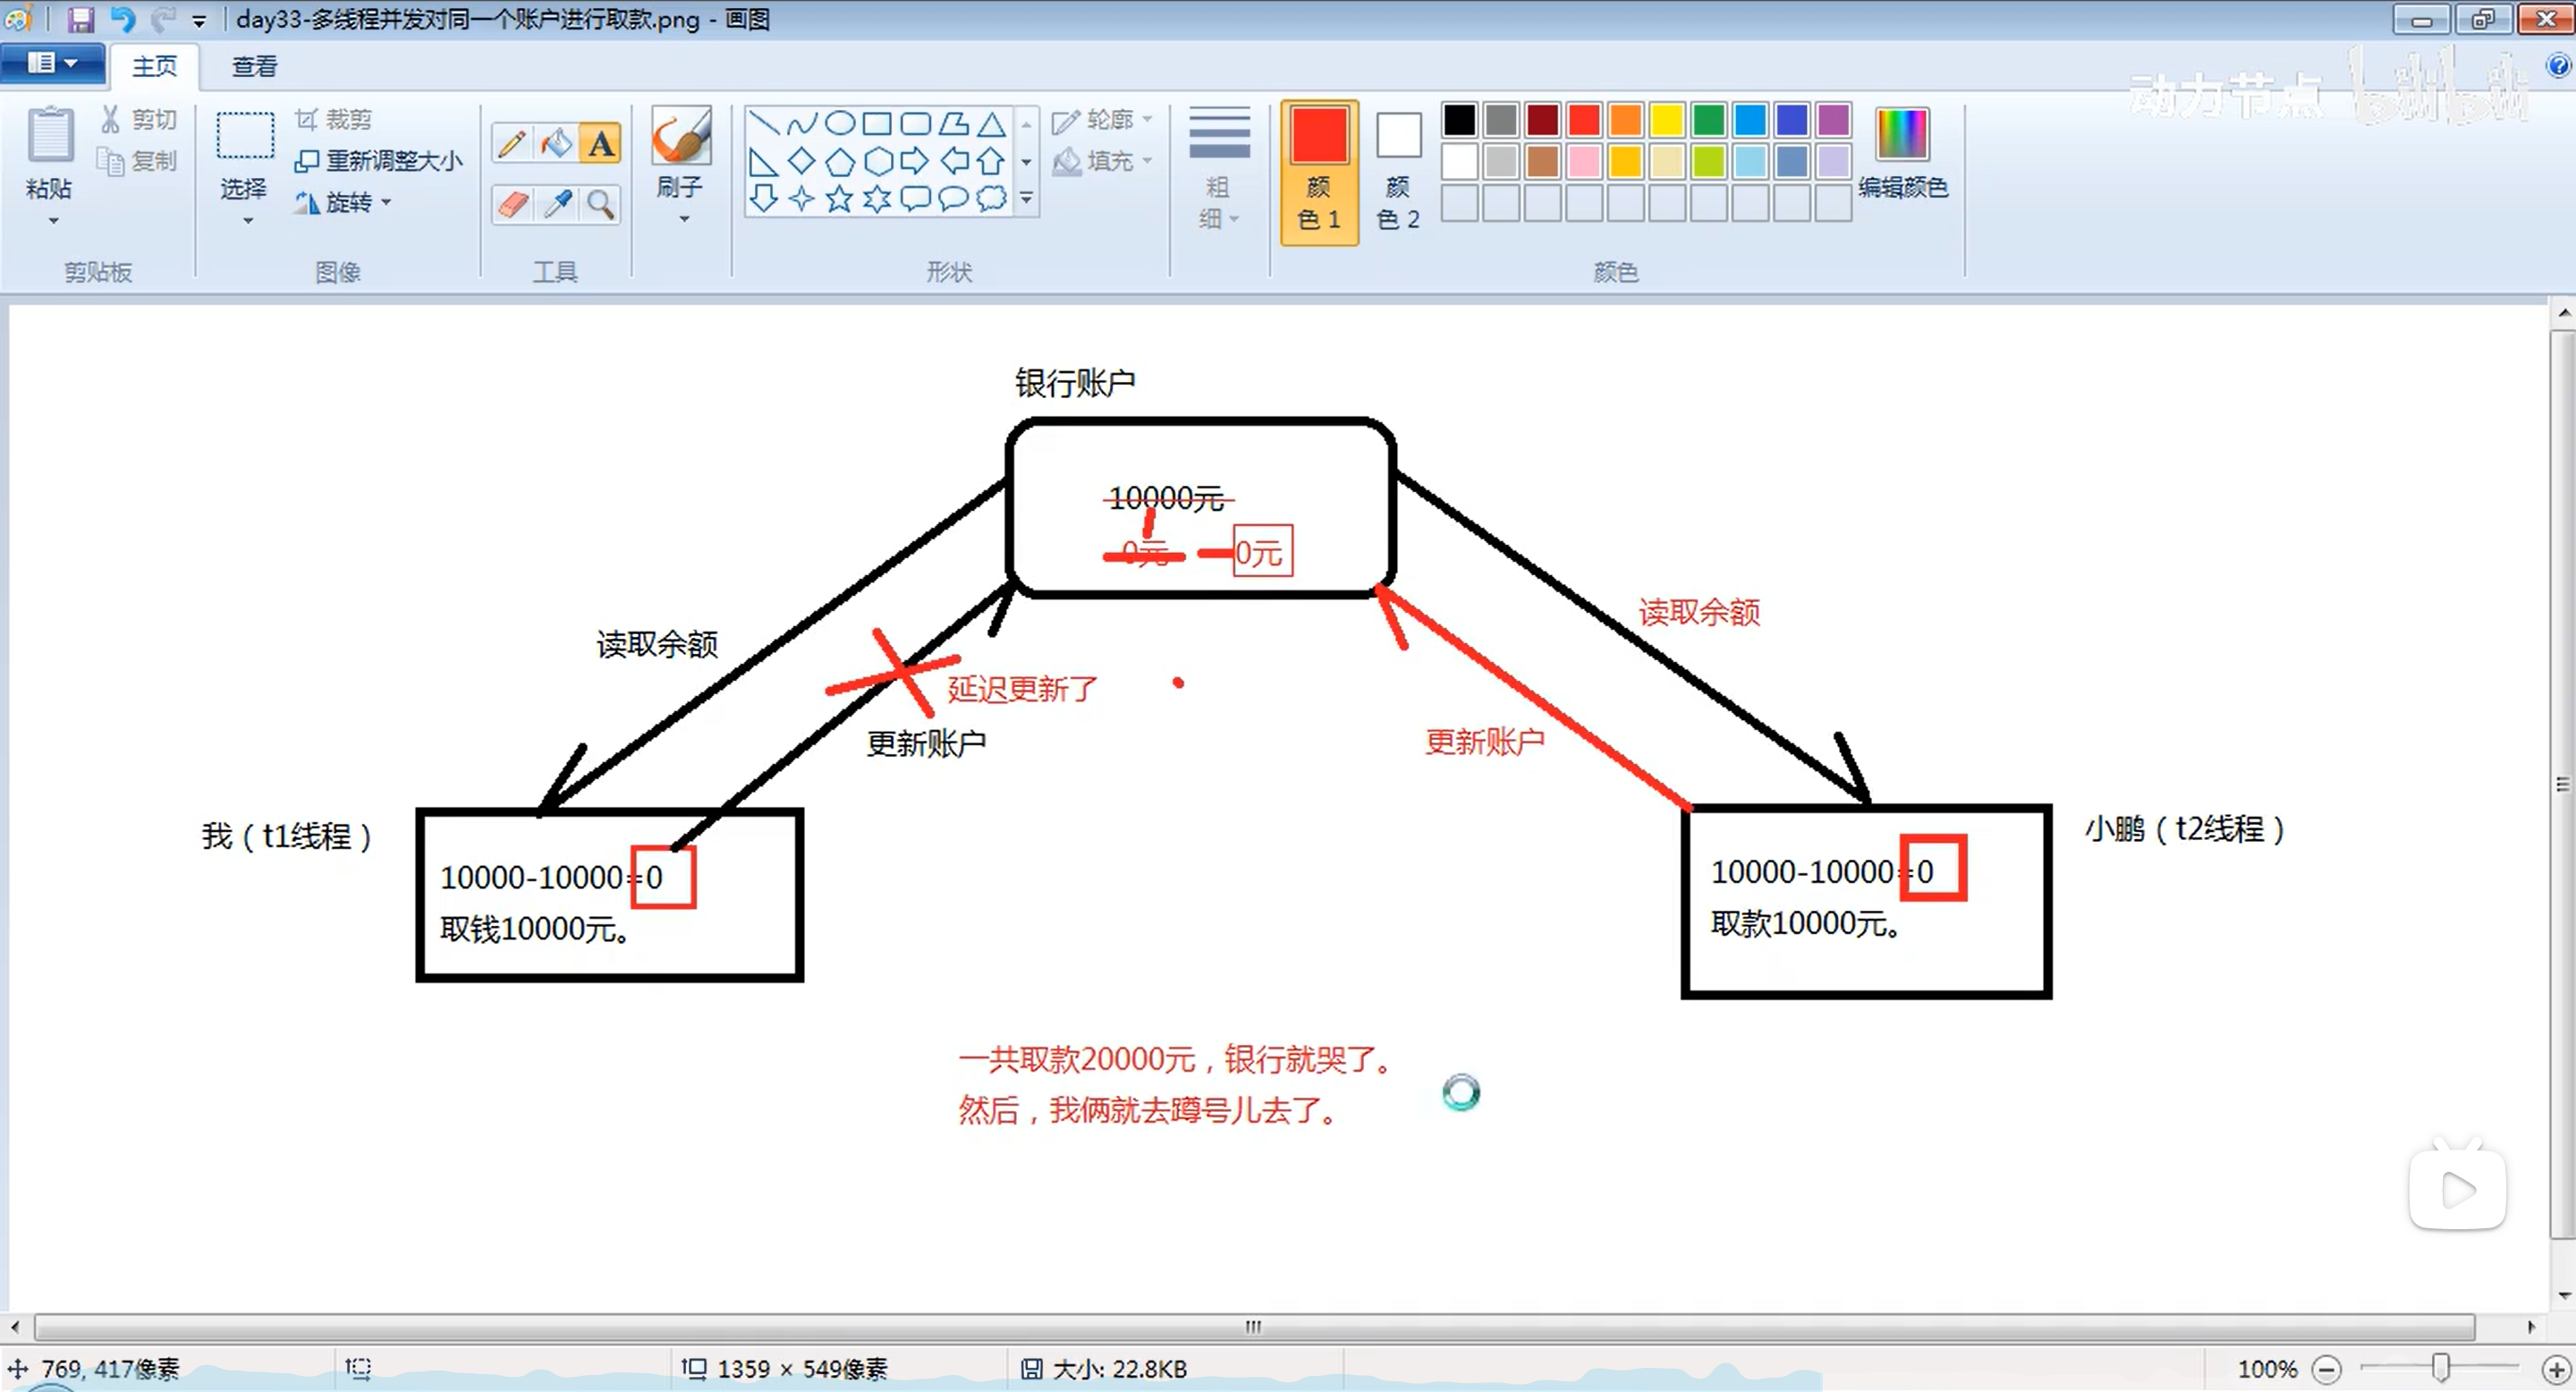 day33-多线程并发对同一个账户进行取款.png - 画图
主页
查看
动力节点 bilibili
粘贴
剪切
复制
剪贴板
选择
裁剪
重新调整大小
旋转
图像
工具
刷子
形状
轮廓
填充
粗
细
颜
色 1
颜
色 2
编辑颜色
颜色
银行账户
10000元
0元
0元
读取余额
延迟更新了
更新账户
读取余额
更新账户
我（t1线程）
10000-10000=0
取钱10000元。
小鹏（t2线程）
10000-10000=0
取款10000元。
一共取款20000元，银行就哭了。
然后，我俩就去蹲号儿去了。
769, 417像素
1359 × 549像素
大小: 22.8KB
100%